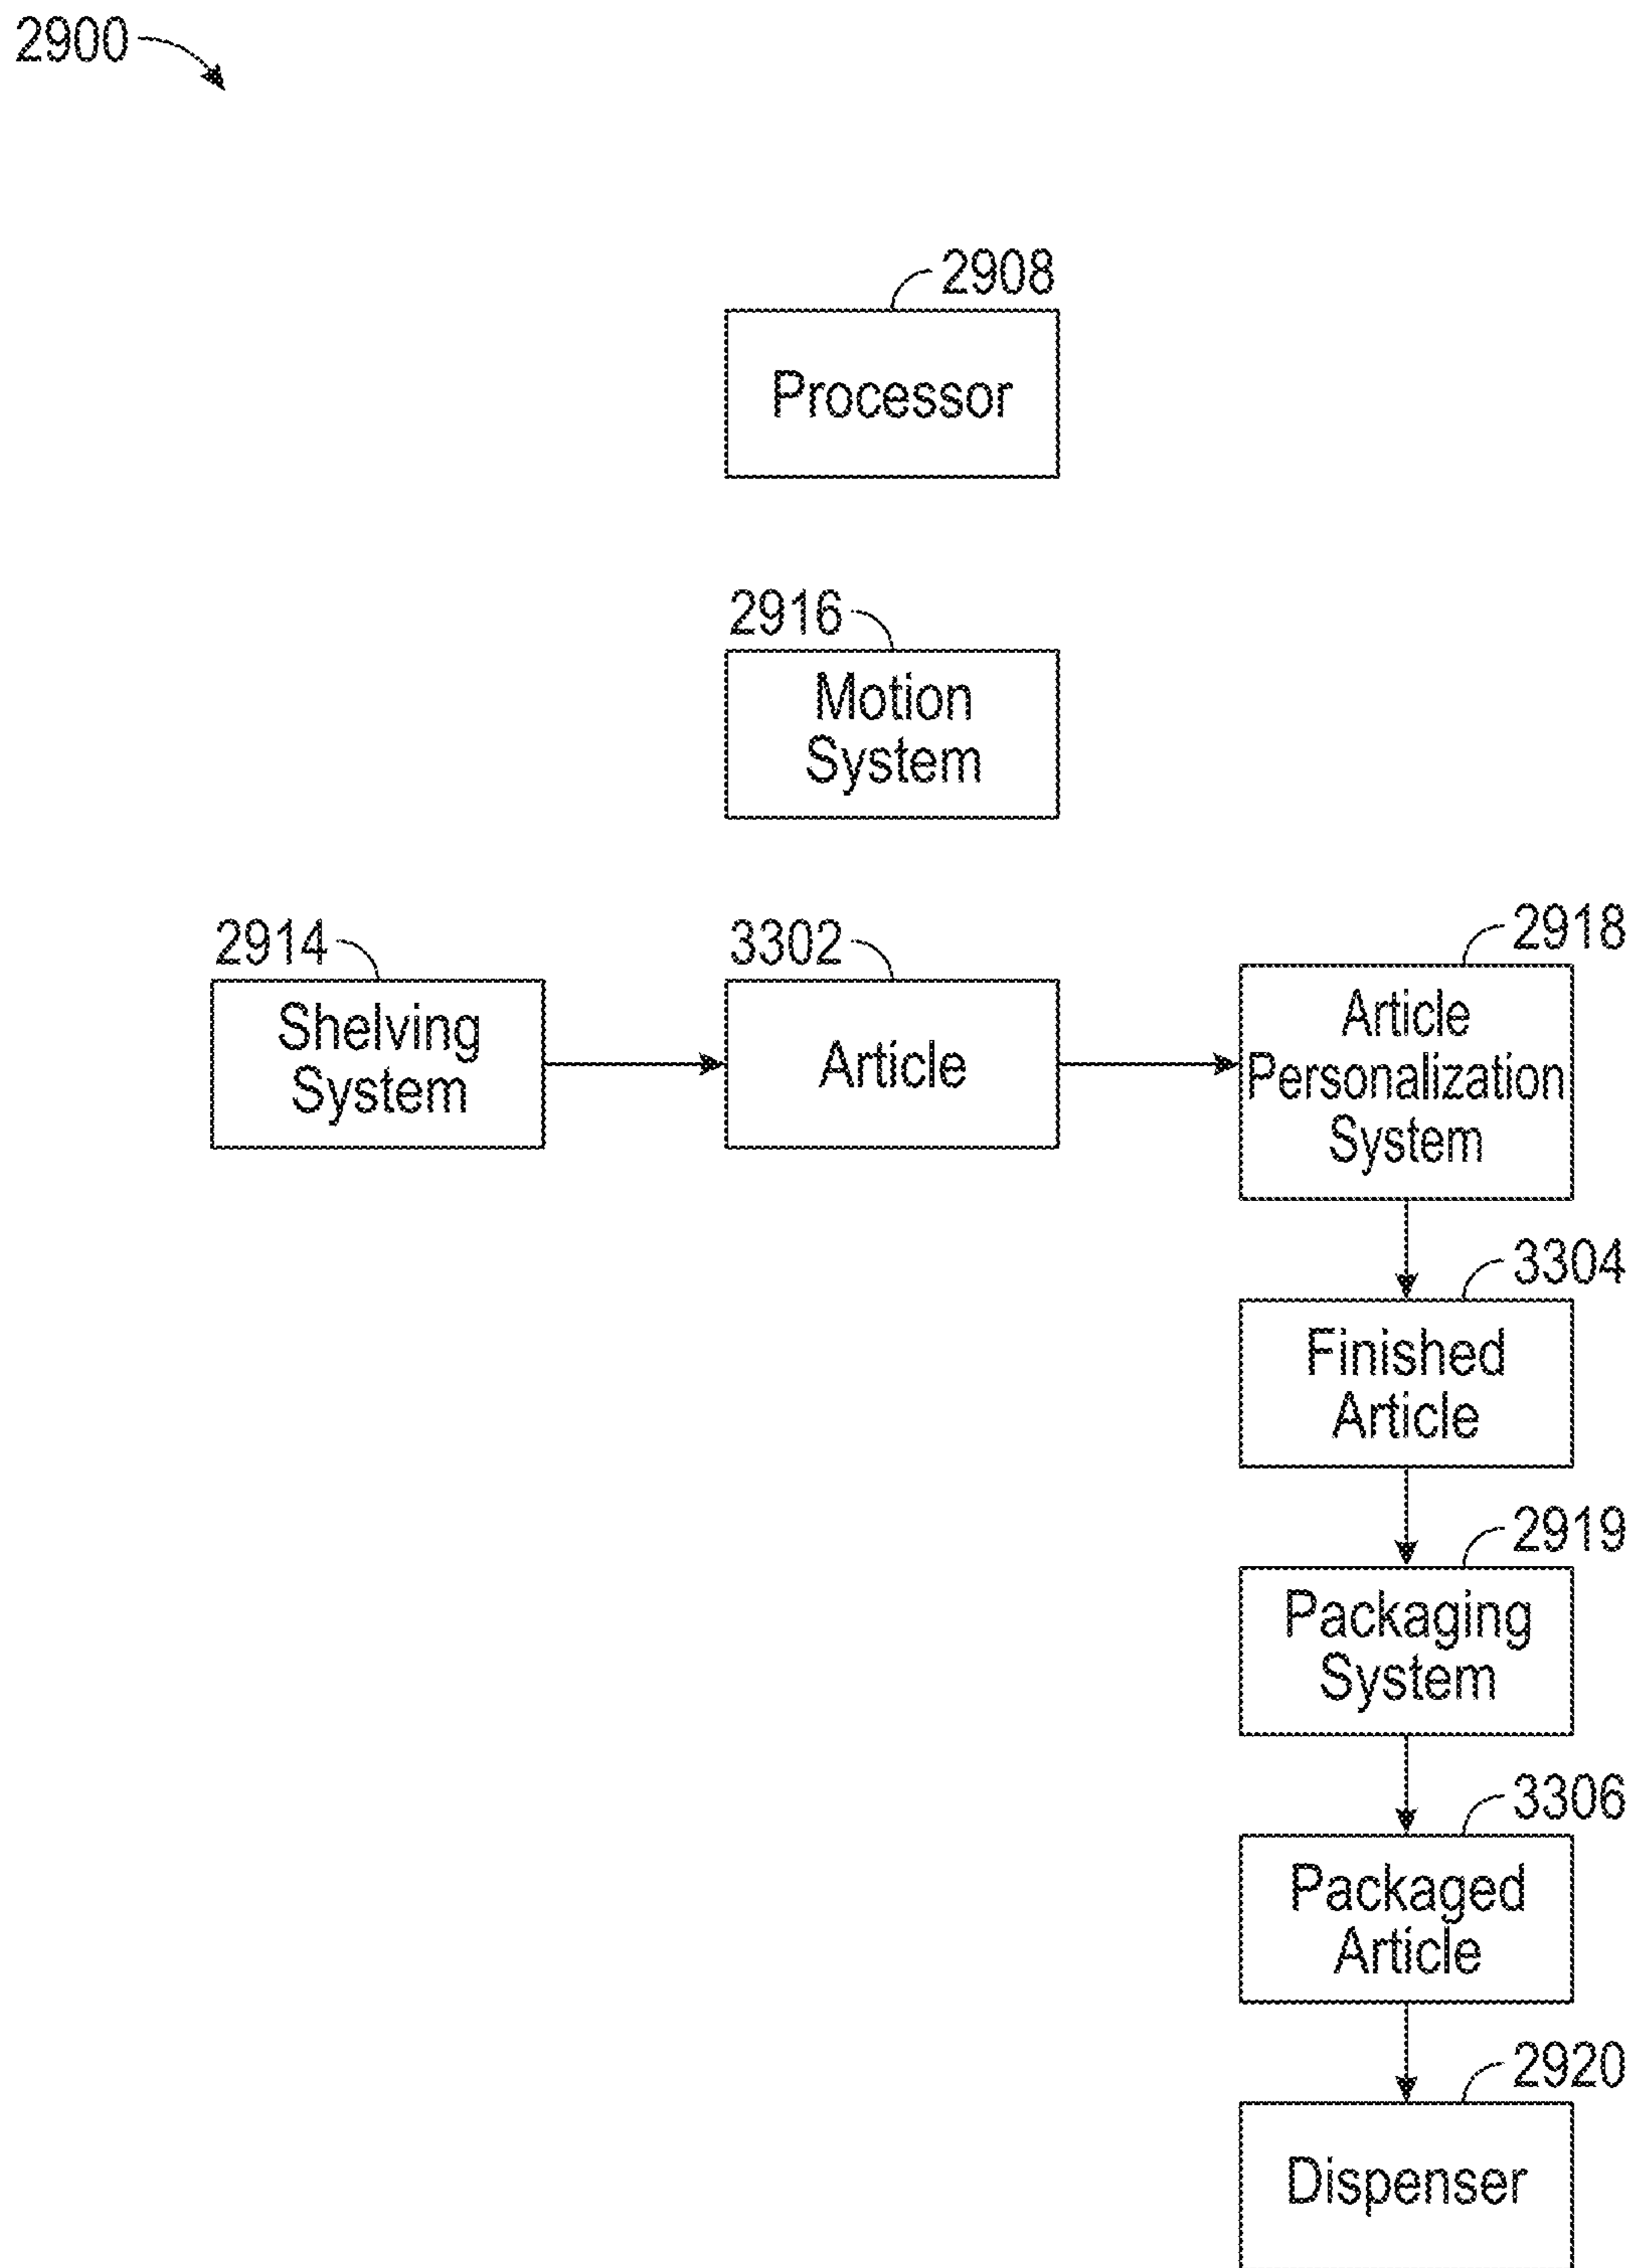 2900
2908
Processor
2916
Motion
System
2914
Shelving
System
3302
Article
2918
Article
Personalization
System
3304
Finished
Article
2919
Packaging
System
3306
Packaged
Article
2920
Dispenser